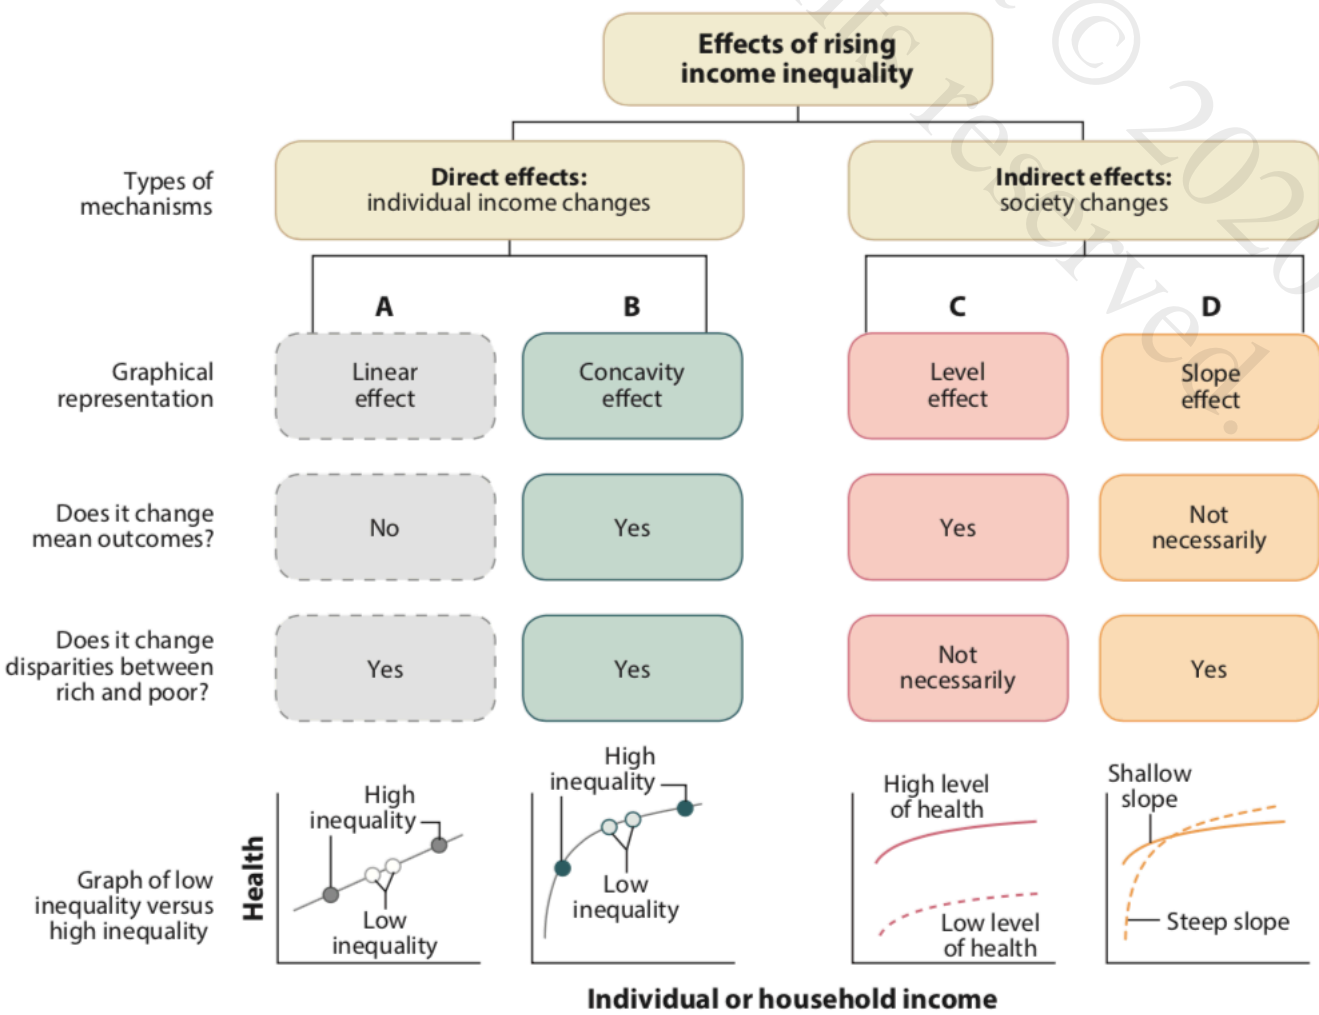 Effects of rising
income inequality
Types of
mechanisms
Direct effects:
individual income changes
Indirect effects:
society changes
A
B
C
D
Graphical
representation
Linear
effect
Concavity
effect
Level
effect
Slope
effect
Does it change
mean outcomes?
No
Yes
Yes
Not
necessarily
Does it change
disparities between
rich and poor?
Yes
Yes
Not
necessarily
Yes
Graph of low
inequality versus
high inequality
Health
High
inequality
Low
inequality
High
inequality
Low
inequality
High level
of health
Low level
of health
Shallow
slope
Steep slope
Individual or household income
© 2020
reserved.